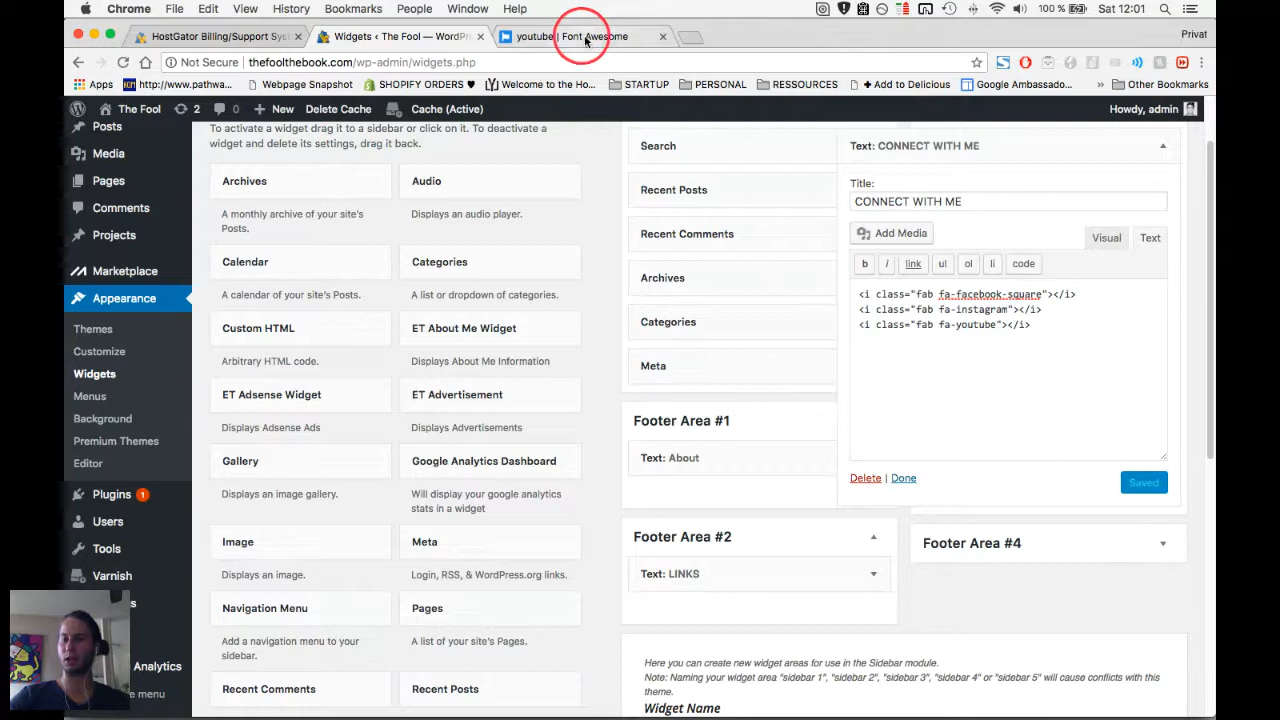 Chrome File Edit View History Bookmarks People Window Help
100 % Sat 12:01
HostGator Billing/Support Sys
Widgets ‹ The Fool — WordPr
youtube | Font Awesome
Privat
Not Secure | thefoolthebook.com/wp-admin/widgets.php
Apps
http://www.pathwa...
Webpage Snapshot
SHOPIFY ORDERS ♥
Welcome to the Ho...
STARTUP
PERSONAL
RESSOURCES
+ Add to Delicious
Google Ambassado...
»
Other Bookmarks
The Fool
2
0
+ New
Delete Cache
Cache (Active)
Howdy, admin
Posts
Media
Pages
Comments
Projects
Marketplace
Appearance
Themes
Customize
Widgets
Menus
Background
Premium Themes
Editor
Plugins 1
Users
Tools
Varnish
s
Analytics
menu
To activate a widget drag it to a sidebar or click on it. To deactivate a
widget and delete its settings, drag it back.
Archives
A monthly archive of your site's
Posts.
Audio
Displays an audio player.
Calendar
A calendar of your site's Posts.
Categories
A list or dropdown of categories.
Custom HTML
Arbitrary HTML code.
ET About Me Widget
Displays About Me Information
ET Adsense Widget
Displays Adsense Ads
ET Advertisement
Displays Advertisements
Gallery
Displays an image gallery.
Google Analytics Dashboard
Will display your google analytics
stats in a widget
Image
Displays an image.
Meta
Login, RSS, & WordPress.org links.
Navigation Menu
Add a navigation menu to your
sidebar.
Pages
A list of your site's Pages.
Recent Comments
Recent Posts
Search
Recent Posts
Recent Comments
Archives
Categories
Meta
Footer Area #1
Text: About
Footer Area #2
Text: LINKS
Text: CONNECT WITH ME
Title:
CONNECT WITH ME
Add Media
Visual
Text
b i link ul ol li code
<i class="fab fa-facebook-square"></i>
<i class="fab fa-instagram"></i>
<i class="fab fa-youtube"></i>
Delete | Done
Saved
Footer Area #4
Here you can create new widget areas for use in the Sidebar module.
Note: Naming your widget area "sidebar 1", "sidebar 2", "sidebar 3", "sidebar 4" or "sidebar 5" will cause conflicts with this
theme.
Widget Name